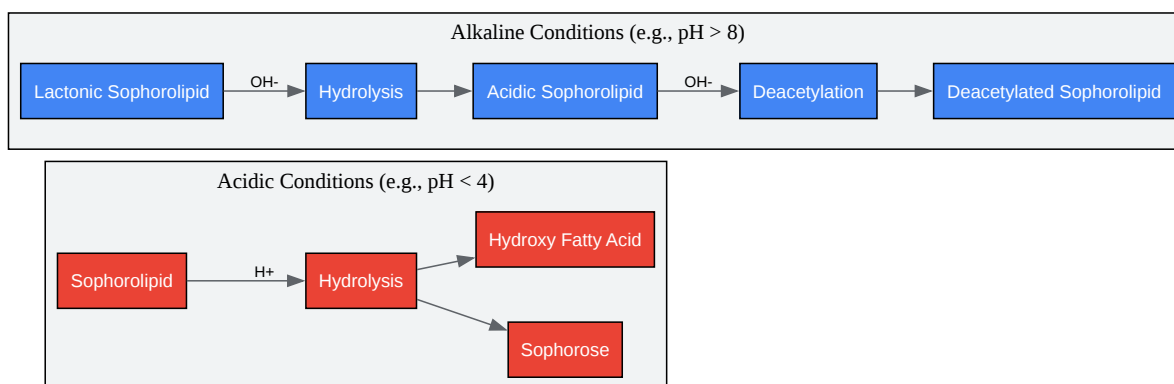 Alkaline Conditions (e.g., pH > 8)
Lactonic Sophorolipid
OH-
Hydrolysis
Acidic Sophorolipid
OH-
Deacetylation
Deacetylated Sophorolipid
Acidic Conditions (e.g., pH < 4)
Sophorolipid
H+
Hydrolysis
Hydroxy Fatty Acid
Sophorose